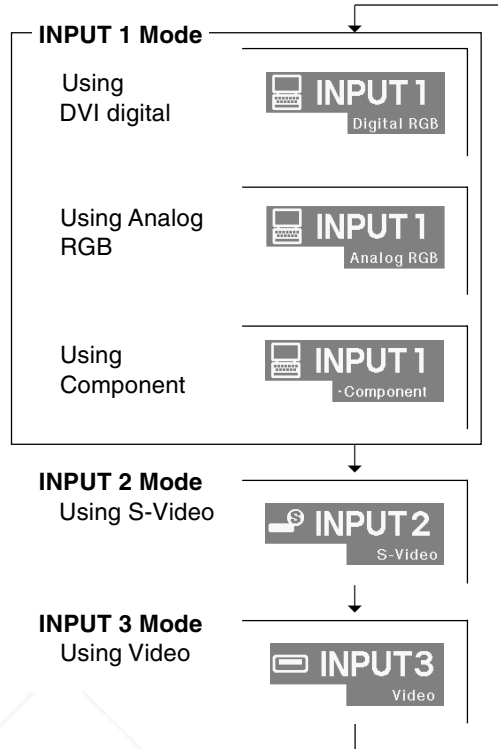 INPUT 1 Mode
Using
DVI digital
INPUT 1
Digital RGB
Using Analog
RGB
INPUT 1
Analog RGB
Using
Component
INPUT 1
·Component
INPUT 2 Mode
Using S-Video
S
INPUT 2
S-Video
INPUT 3 Mode
Using Video
INPUT3
Video